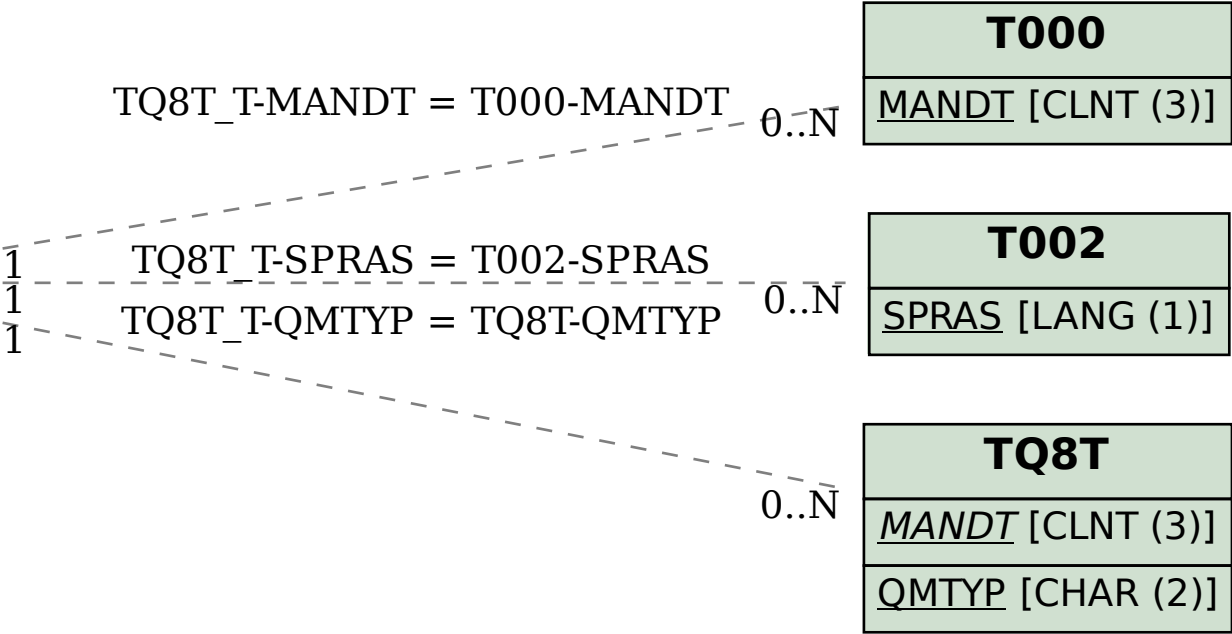 T000
TQ8T_T-MANDT = T000-MANDT
0..N
MANDT [CLNT (3)]
T002
1
TQ8T_T-SPRAS = T002-SPRAS
1
0..N
SPRAS [LANG (1)]
1
TQ8T_T-QMTYP = TQ8T-QMTYP
TQ8T
0..N
MANDT [CLNT (3)]
QMTYP [CHAR (2)]